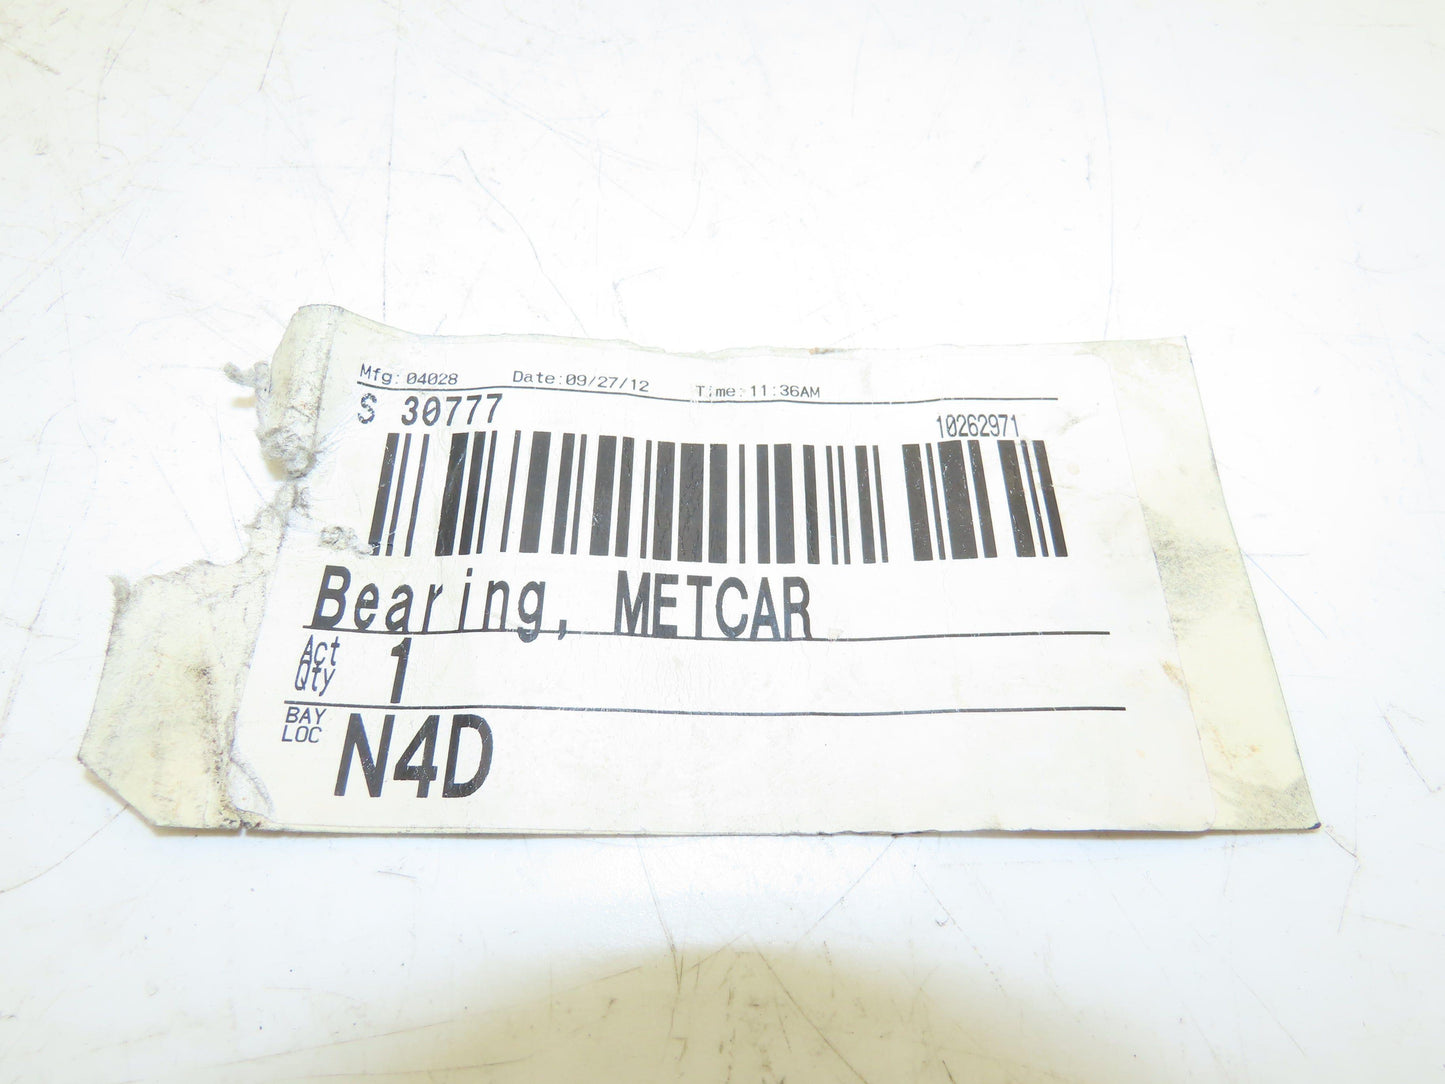 Mfg: 04028 Date: 09/27/12 Time: 11:36AM
S 30777 10262971
Bearing, METCAR
Act Qty 1
BAY LOC N4D